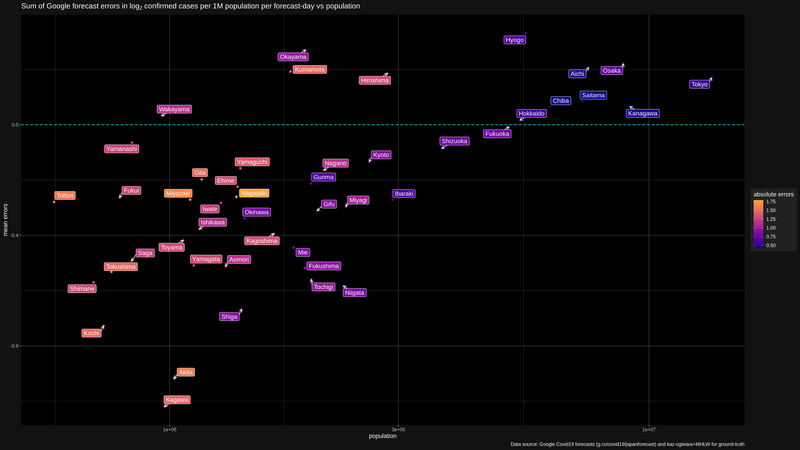 Sum of Google forecast errors in log₂ confirmed cases per 1M population per forecast-day vs population
Hyogo
Okayama
Kumamoto
Hiroshima
Aichi
Osaka
Tokyo
Saitama
Chiba
Wakayama
Hokkaido
Kanagawa
0.0
Fukuoka
Shizuoka
Yamanashi
Kyoto
Yamaguchi
Nagano
Oita
Gunma
Ehime
Fukui
Tottori
Miyazaki
Nagasaki
Ibaraki
Miyagi
Gifu
Iwate
Okinawa
Ishikawa
-0.4
Kagoshima
Toyama
Saga
Mie
Yamagata
Aomori
Tokushima
Fukushima
Shimane
Tochigi
Niigata
Shiga
Kochi
-0.8
Akita
Kagawa
mean errors
1e+06
3e+06
1e+07
population
absolute errors
1.75
1.50
1.25
1.00
0.75
0.50
Data source: Google Covid19 forecasts (g.co/covid19/japanforecast) and kaz-ogiwara+MHLW for ground-truth